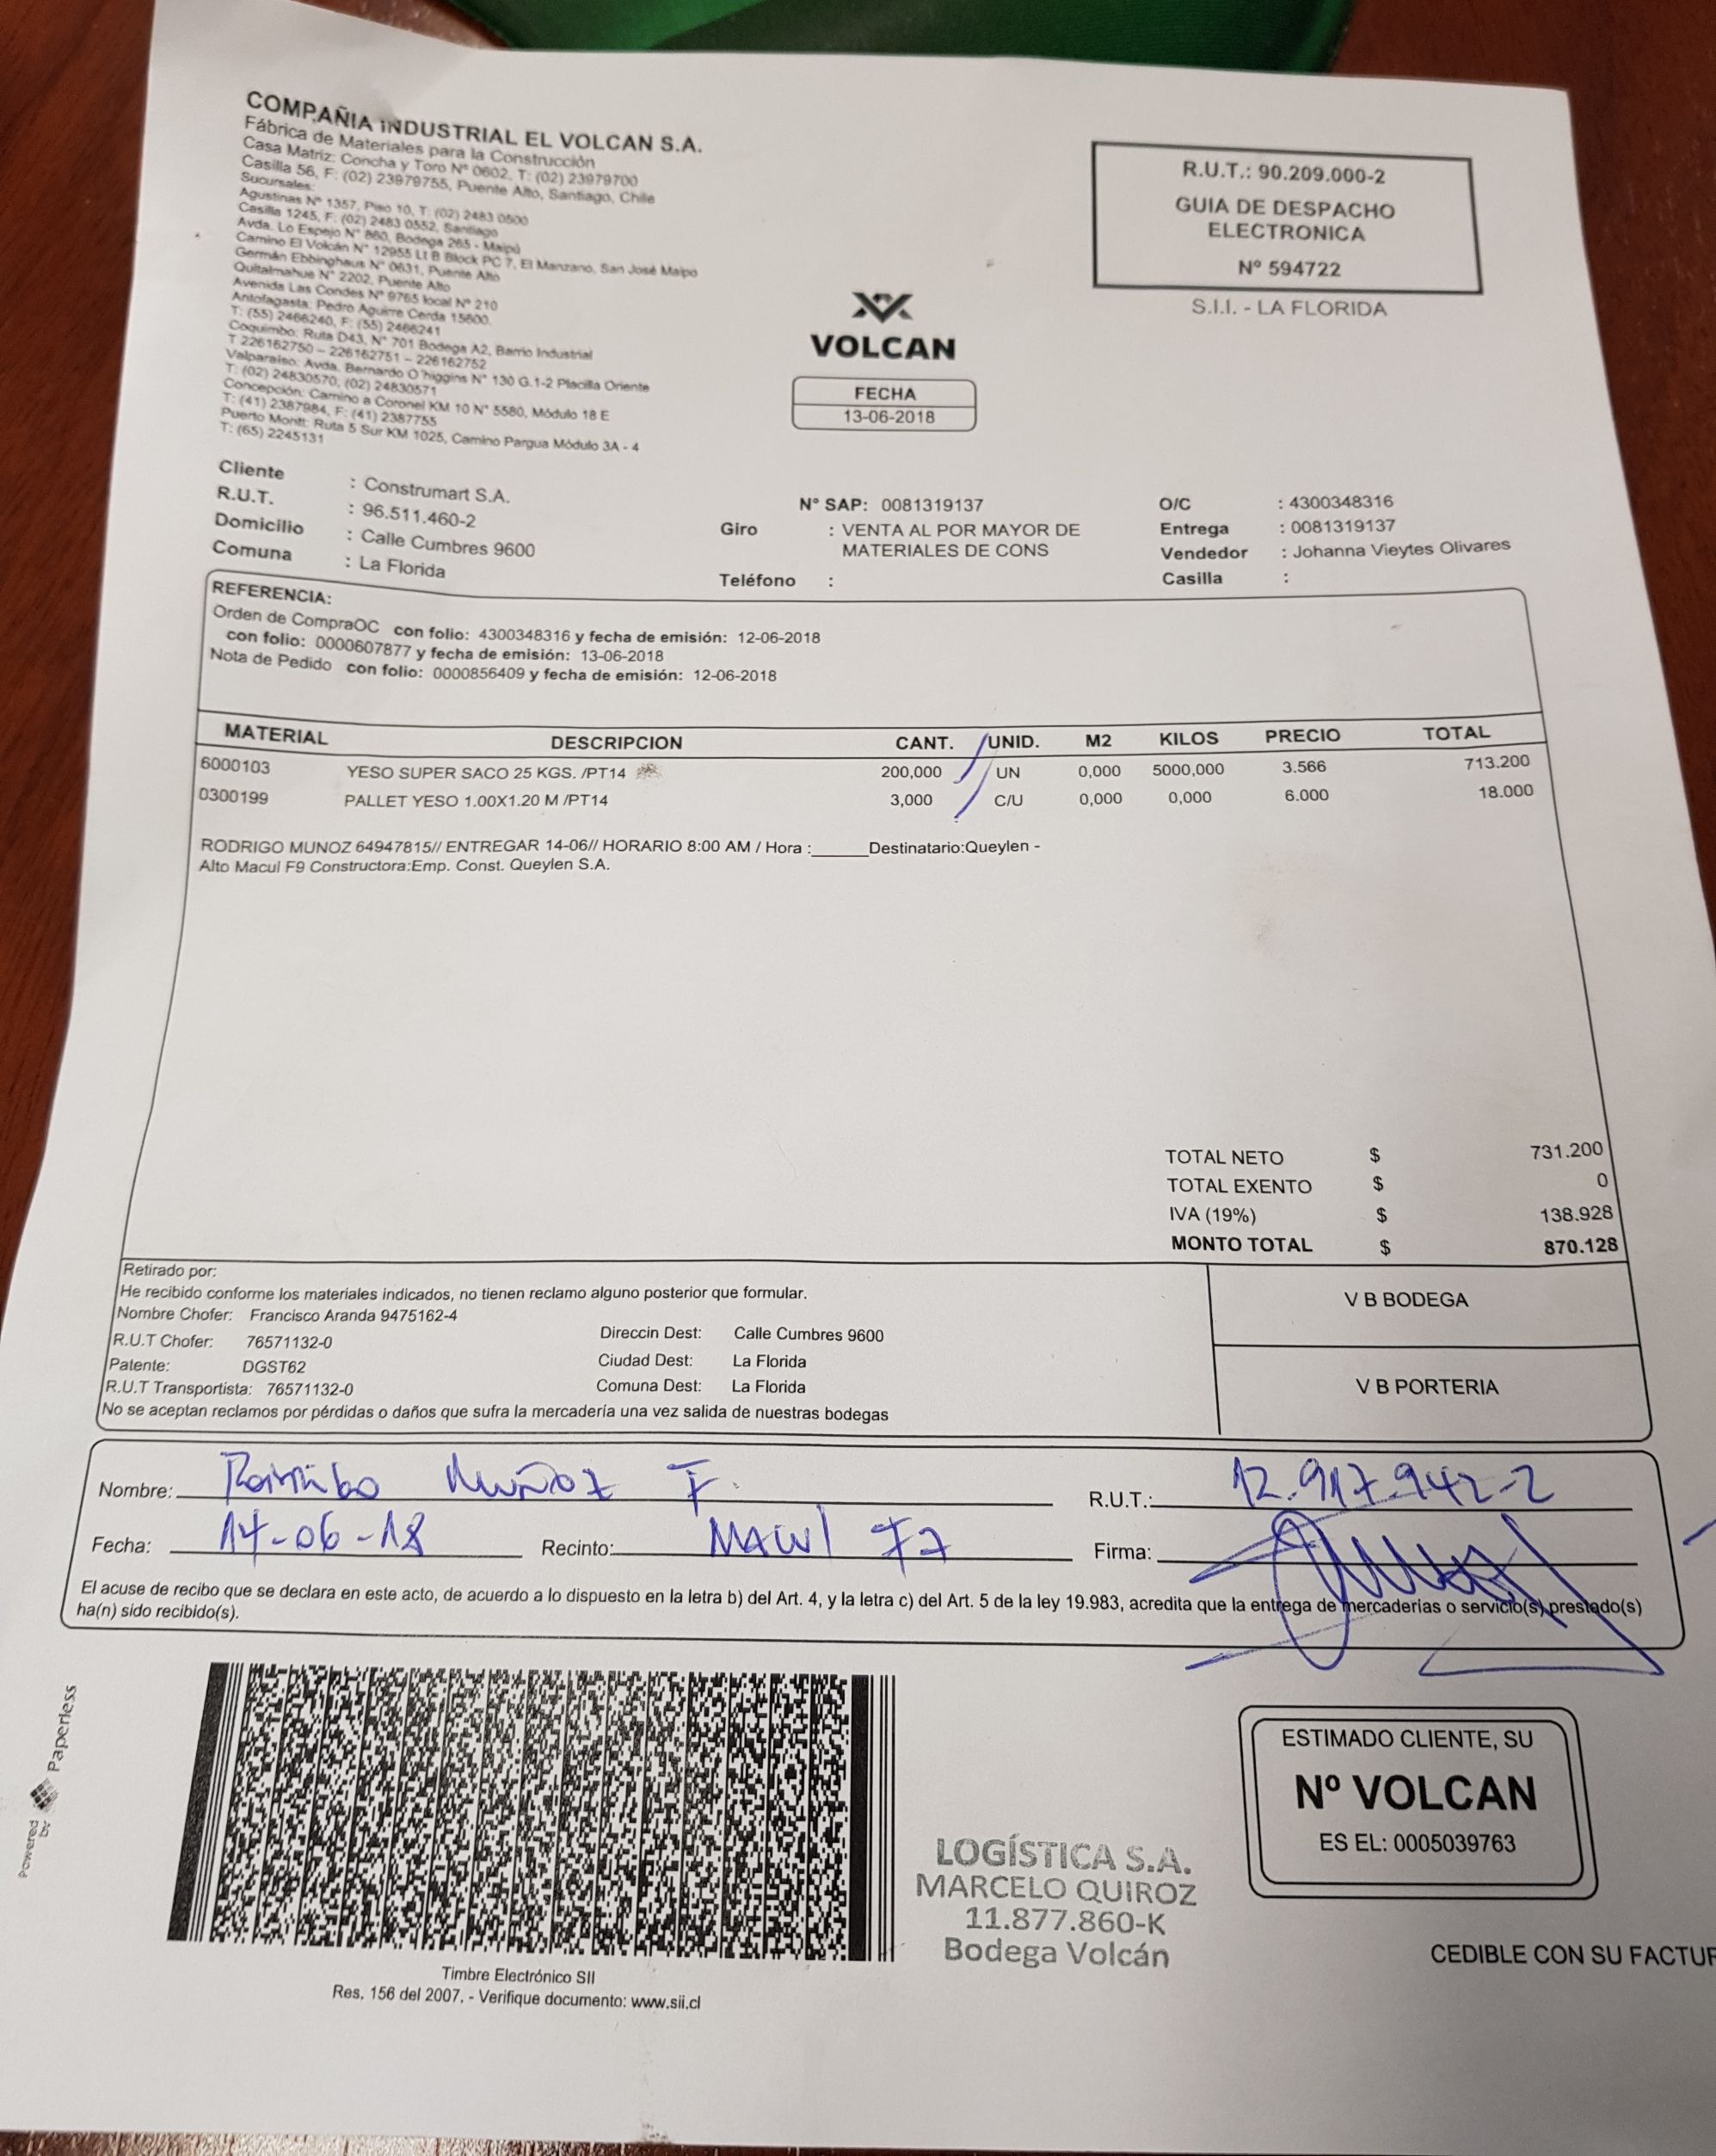 COMPAÑIA INDUSTRIAL EL VOLCAN S.A.
Fábrica de Materiales para la Construcción
Casa Matriz: Concha y Toro Nº 0602, T: (02) 23979700
Casilla 56, F: (02) 23979755, Puente Alto, Santiago, Chile
Sucursales:
Agustinas Nº 1357, Piso 10, T: (02) 2483 0500
Casilla 1245, F: (02) 2483 0552, Santiago
Avda. Lo Espejo Nº 860, Bodega 265 - Maipú
Camino El Volcán Nº 12955 Lt B Block PC 7, El Manzano, San José Maipo
Germán Ebbinghaus Nº 0631, Puente Alto
Quitalmahue Nº 2202, Puente Alto
Avenida Las Condes Nº 9765 local Nº 210
Antofagasta: Pedro Aguirre Cerda 15600.
T: (55) 2466240, F: (55) 2466241
Coquimbo: Ruta D43, Nº 701 Bodega A2, Barrio Industrial
T 226162750 – 226162751 – 226162752
Valparaíso: Avda. Bernardo O´higgins Nº 130 G.1-2 Placilla Oriente
T: (02) 24830570, (02) 24830571
Concepción: Camino a Coronel KM 10 Nº 5580, Módulo 18 E
T: (41) 2387984, F: (41) 2387755
Puerto Montt: Ruta 5 Sur KM 1025, Camino Pargua Módulo 3A - 4
T: (65) 2245131
VOLCAN
FECHA
13-06-2018
R.U.T.: 90.209.000-2
GUIA DE DESPACHO
ELECTRONICA
Nº 594722
S.I.I. - LA FLORIDA
Cliente : Construmart S.A.
R.U.T. : 96.511.460-2
Domicilio : Calle Cumbres 9600
Comuna : La Florida
Nº SAP: 0081319137
Giro : VENTA AL POR MAYOR DE
MATERIALES DE CONS
Teléfono :
O/C : 4300348316
Entrega : 0081319137
Vendedor : Johanna Vieytes Olivares
Casilla :
REFERENCIA:
Orden de CompraOC con folio: 4300348316 y fecha de emisión: 12-06-2018
con folio: 0000607877 y fecha de emisión: 13-06-2018
Nota de Pedido con folio: 0000856409 y fecha de emisión: 12-06-2018
MATERIAL DESCRIPCION CANT. UNID. M2 KILOS PRECIO TOTAL
6000103 YESO SUPER SACO 25 KGS. /PT14 200,000 UN 0,000 5000,000 3.566 713.200
0300199 PALLET YESO 1.00X1.20 M /PT14 3,000 C/U 0,000 0,000 6.000 18.000
RODRIGO MUNOZ 64947815// ENTREGAR 14-06// HORARIO 8:00 AM / Hora :______Destinatario:Queylen -
Alto Macul F9 Constructora:Emp. Const. Queylen S.A.
TOTAL NETO $ 731.200
TOTAL EXENTO $ 0
IVA (19%) $ 138.928
MONTO TOTAL $ 870.128
Retirado por:
He recibido conforme los materiales indicados, no tienen reclamo alguno posterior que formular.
Nombre Chofer: Francisco Aranda 9475162-4
R.U.T Chofer: 76571132-0 Direccin Dest: Calle Cumbres 9600
Patente: DGST62 Ciudad Dest: La Florida
R.U.T Transportista: 76571132-0 Comuna Dest: La Florida
No se aceptan reclamos por pérdidas o daños que sufra la mercadería una vez salida de nuestras bodegas
V B BODEGA
V B PORTERIA
Nombre: MUÑOZ F. R.U.T.: 12.917.942-2
Fecha: 14-06-18 Recinto: MACUL F7 Firma:
El acuse de recibo que se declara en este acto, de acuerdo a lo dispuesto en la letra b) del Art. 4, y la letra c) del Art. 5 de la ley 19.983, acredita que la entrega de mercaderías o servicio(s) prestado(s)
ha(n) sido recibido(s).
Powered by Paperless
Timbre Electrónico SII
Res. 156 del 2007. - Verifique documento: www.sii.cl
LOGÍSTICA S.A.
MARCELO QUIROZ
11.877.860-K
Bodega Volcán
ESTIMADO CLIENTE, SU
Nº VOLCAN
ES EL: 0005039763
CEDIBLE CON SU FACTUR